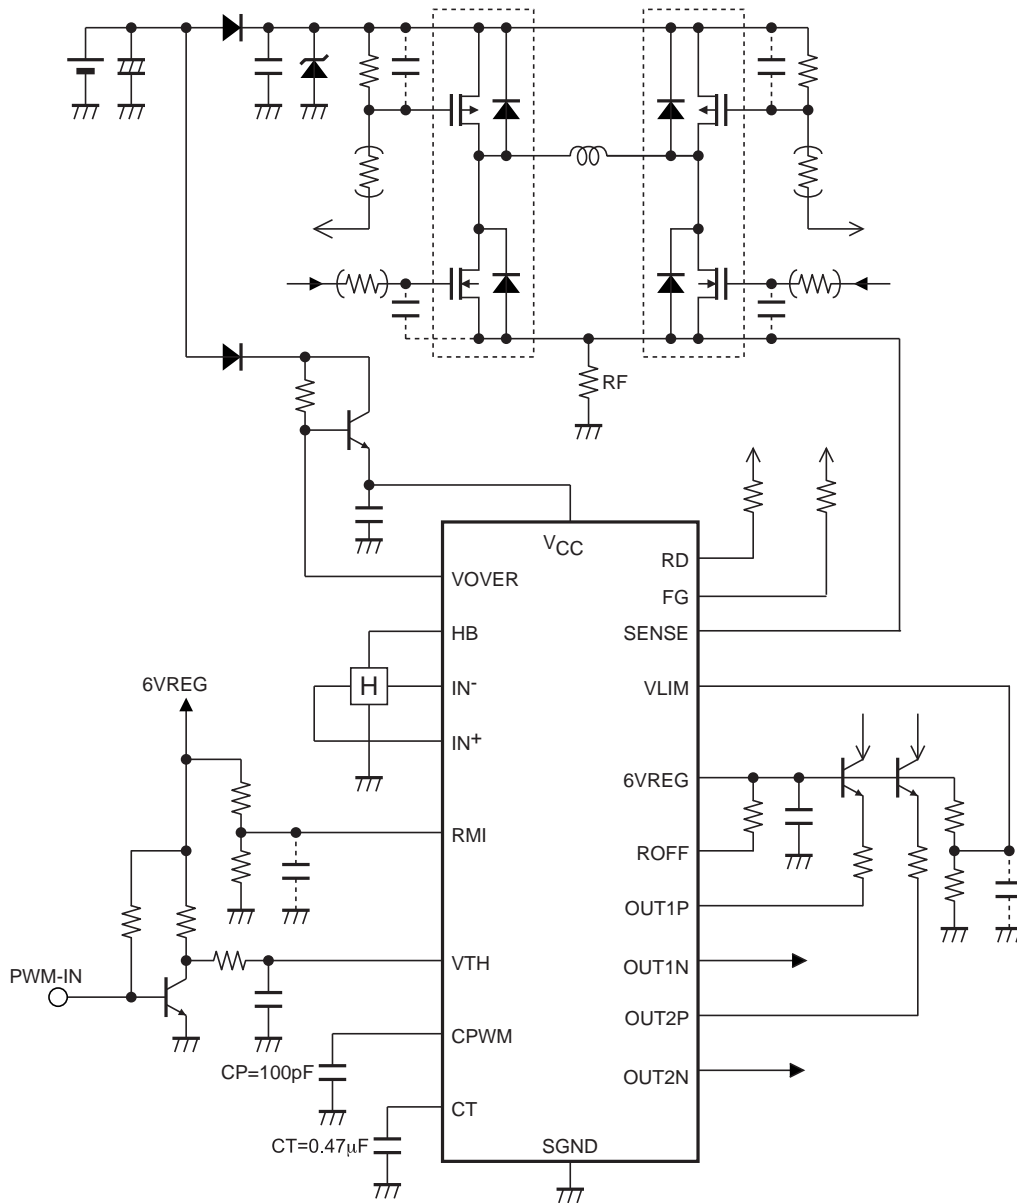 RF
VCC
RD
VOVER
FG
HB
SENSE
6VREG
H
IN-
VLIM
IN+
6VREG
RMI
ROFF
OUT1P
PWM-IN
VTH
OUT1N
OUT2P
CPWM
CP=100pF
OUT2N
CT
CT=0.47μF
SGND